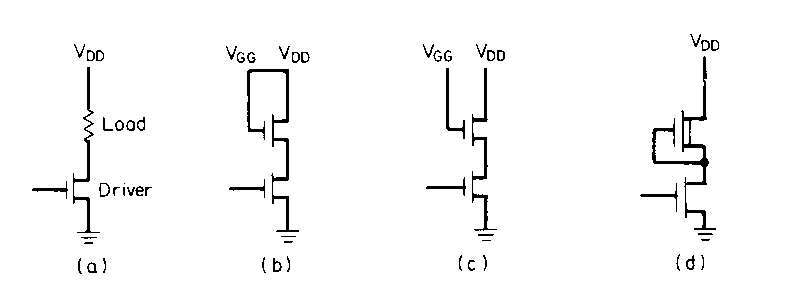 VDD
Load
Driver
(a)
VGG VDD
(b)
VGG VDD
(c)
VDD
(d)